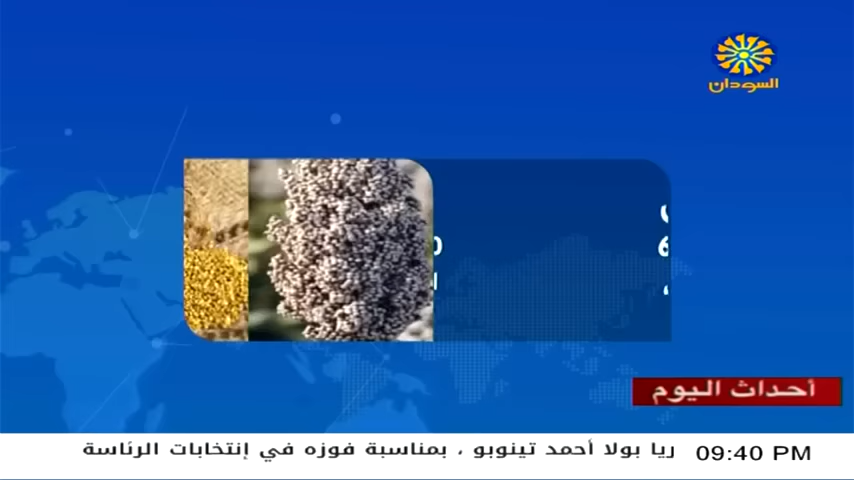 السودان
أحداث اليوم
ريا بولا أحمد تينوبو ، بمناسبة فوزه في إنتخابات الرئاسة
09:40 PM